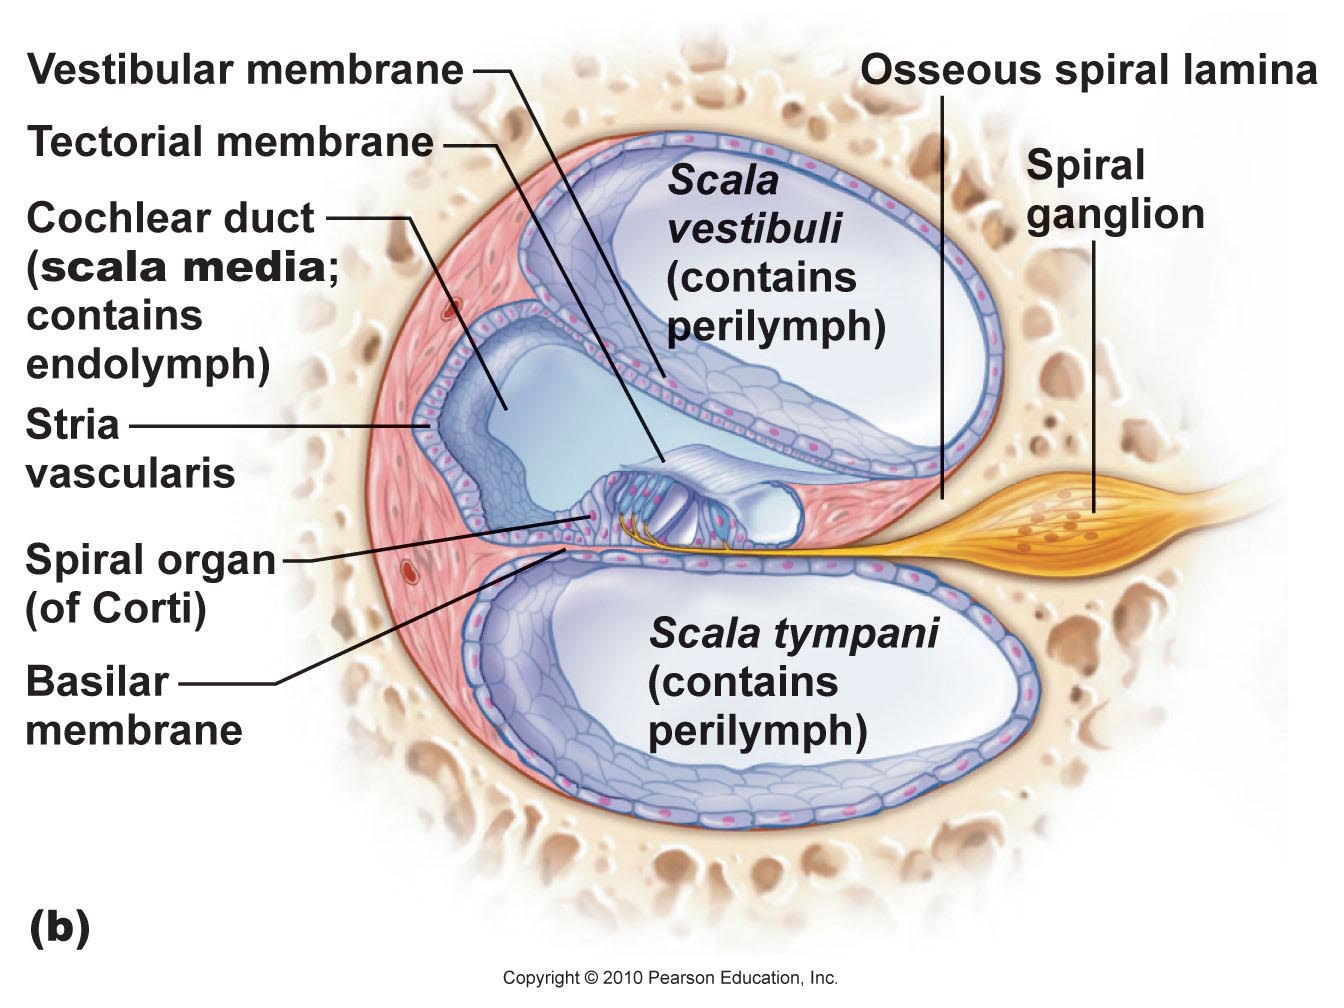 Vestibular membrane
Tectorial membrane
Cochlear duct
(scala media;
contains
endolymph)
Stria
vascularis
Spiral organ
(of Corti)
Basilar
membrane
Scala
vestibuli
(contains
perilymph)
Osseous spiral lamina
Spiral
ganglion
Scala tympani
(contains
perilymph)
(b)
Copyright © 2010 Pearson Education, Inc.